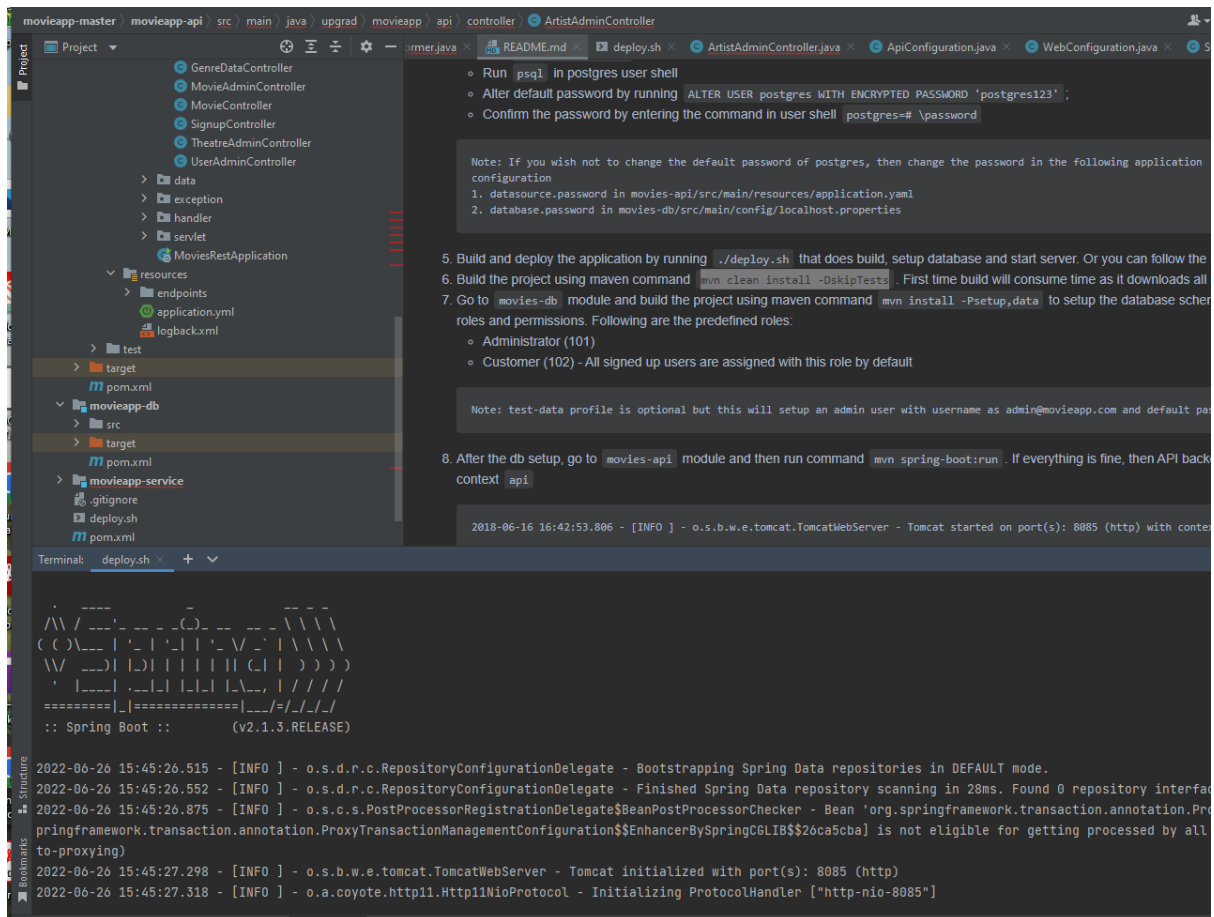 movieapp-master › movieapp-api › src › main › java › upgrad › movieapp › api › controller › ArtistAdminController
Project
Project
rmer.java README.md deploy.sh ArtistAdminController.java ApiConfiguration.java WebConfiguration.java
GenreDataController
MovieAdminController
MovieController
SignupController
TheatreAdminController
UserAdminController
data
exception
handler
servlet
MoviesRestApplication
resources
endpoints
application.yml
logback.xml
test
target
pom.xml
movieapp-db
src
target
pom.xml
movieapp-service
.gitignore
deploy.sh
pom.xml
Run psql in postgres user shell
Alter default password by running ALTER USER postgres WITH ENCRYPTED PASSWORD 'postgres123' ;
Confirm the password by entering the command in user shell postgres=# \password
Note: If you wish not to change the default password of postgres, then change the password in the following application
configuration
1. datasource.password in movies-api/src/main/resources/application.yaml
2. database.password in movies-db/src/main/config/localhost.properties
5. Build and deploy the application by running ./deploy.sh that does build, setup database and start server. Or you can follow the
6. Build the project using maven command mvn clean install -DskipTests . First time build will consume time as it downloads all
7. Go to movies-db module and build the project using maven command mvn install -Psetup,data to setup the database scher
roles and permissions. Following are the predefined roles:
Administrator (101)
Customer (102) - All signed up users are assigned with this role by default
Note: test-data profile is optional but this will setup an admin user with username as admin@movieapp.com and default pas
8. After the db setup, go to movies-api module and then run command mvn spring-boot:run . If everything is fine, then API back
context api
2018-06-16 16:42:53.806 - [INFO ] - o.s.b.w.e.tomcat.TomcatWebServer - Tomcat started on port(s): 8085 (http) with contex
Terminal: deploy.sh
:: Spring Boot :: (v2.1.3.RELEASE)
2022-06-26 15:45:26.515 - [INFO ] - o.s.d.r.c.RepositoryConfigurationDelegate - Bootstrapping Spring Data repositories in DEFAULT mode.
2022-06-26 15:45:26.552 - [INFO ] - o.s.d.r.c.RepositoryConfigurationDelegate - Finished Spring Data repository scanning in 28ms. Found 0 repository interfac
2022-06-26 15:45:26.875 - [INFO ] - o.s.c.s.PostProcessorRegistrationDelegate$BeanPostProcessorChecker - Bean 'org.springframework.transaction.annotation.Pro
pringframework.transaction.annotation.ProxyTransactionManagementConfiguration$$EnhancerBySpringCGLIB$$26ca5cba] is not eligible for getting processed by all
to-proxying)
2022-06-26 15:45:27.298 - [INFO ] - o.s.b.w.e.tomcat.TomcatWebServer - Tomcat initialized with port(s): 8085 (http)
2022-06-26 15:45:27.318 - [INFO ] - o.a.coyote.http11.Http11NioProtocol - Initializing ProtocolHandler ["http-nio-8085"]
Structure
Bookmarks